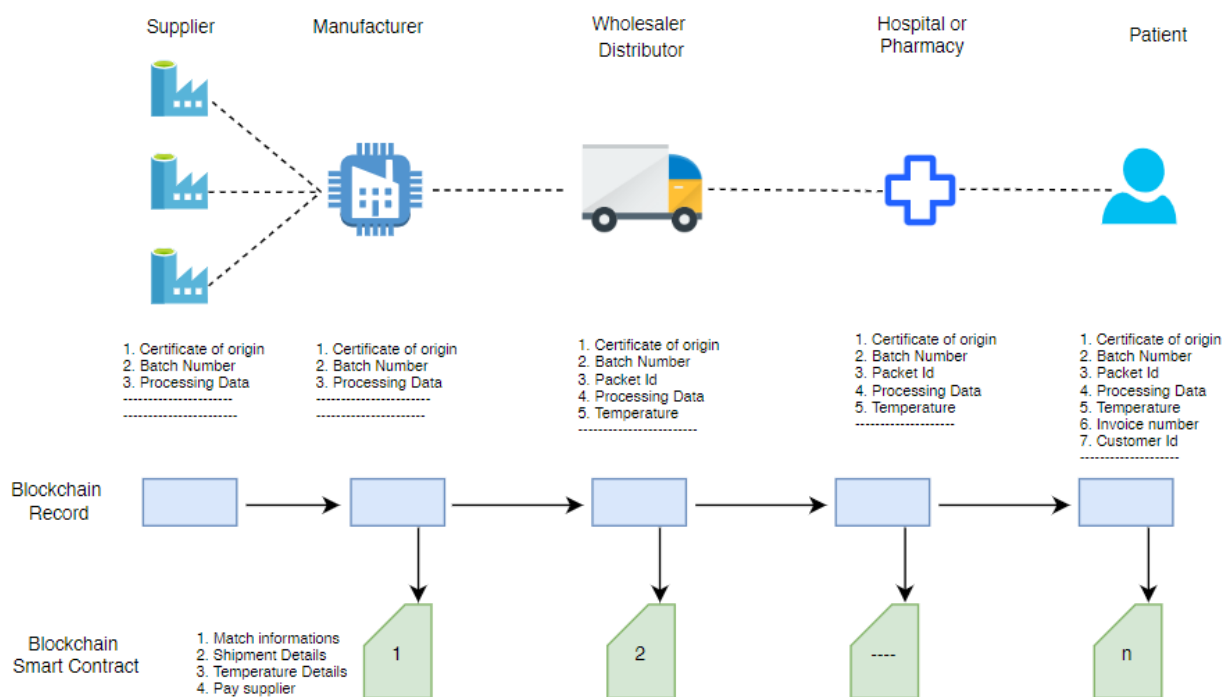 Supplier
Manufacturer
Wholesaler
Distributor
Hospital or
Pharmacy
Patient
1. Certificate of origin
2. Batch Number
3. Processing Data
----------------------
-----------------------
1. Certificate of origin
2. Batch Number
3. Processing Data
-----------------------
----------------------
1. Certificate of origin
2. Batch Number
3. Packet Id
4. Processing Data
5. Temperature
------------------------
1. Certificate of origin
2. Batch Number
3. Packet Id
4. Processing Data
5. Temperature
--------------------
1. Certificate of origin
2. Batch Number
3. Packet Id
4. Processing Data
5. Temperature
6. Invoice number
7. Customer Id
--------------------
Blockchain
Record
Blockchain
Smart Contract
1. Match informations
2. Shipment Details
3. Temperature Details
4. Pay supplier
1
2
----
n